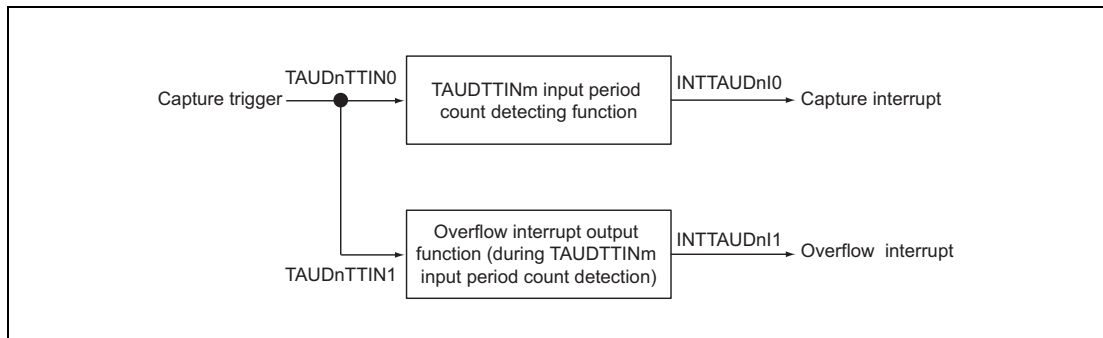 TAUDnTTIN0
Capture trigger
TAUDTTINm input period
count detecting function
INTTAUDnI0
Capture interrupt
TAUDnTTIN1
Overflow interrupt output
function (during TAUDTTINm
input period count detection)
INTTAUDnI1
Overflow interrupt